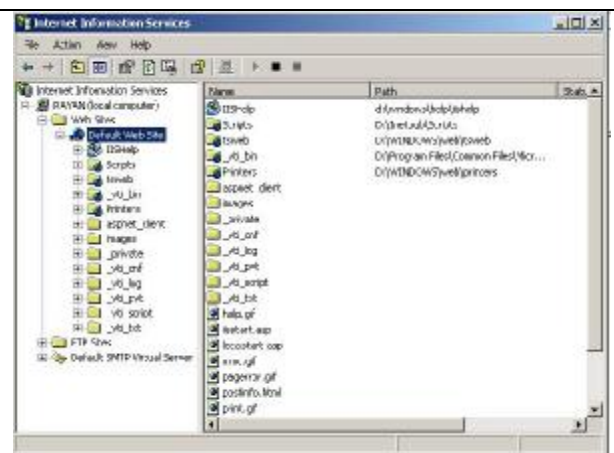 Internet Information Services
File Action View Help
Internet Information Services
RAYAN (local computer)
Web Sites
Default Web Site
IISHelp
Scripts
tsweb
_vti_bin
Printers
aspnet_client
images
_private
_vti_cnf
_vti_log
_vti_pvt
_vti_script
_vti_txt
FTP Sites
Default SMTP Virtual Server
Name Path
IISHelp d:\windows\help\iishelp
Scripts D:\Inetpub\Scripts
tsweb D:\WINDOWS\web\tsweb
_vti_bin D:\Program Files\Common Files\Micr...
Printers D:\WINDOWS\web\printers
aspnet_client
images
_private
_vti_cnf
_vti_log
_vti_pvt
_vti_script
_vti_txt
help.gif
iisstart.asp
localstart.asp
mmc.gif
pagerror.gif
postinfo.html
print.gif